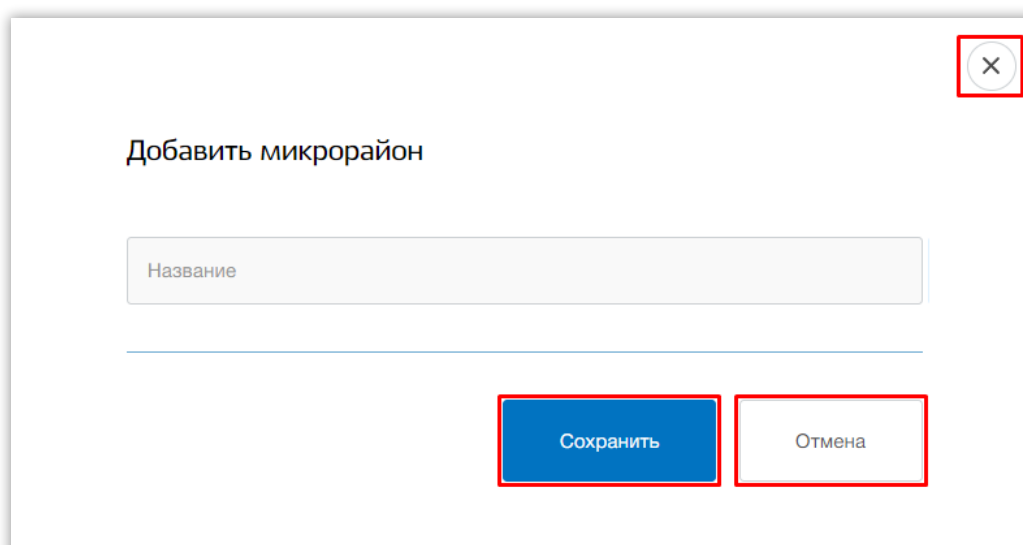 Добавить микрорайон
Название
Сохранить
Отмена